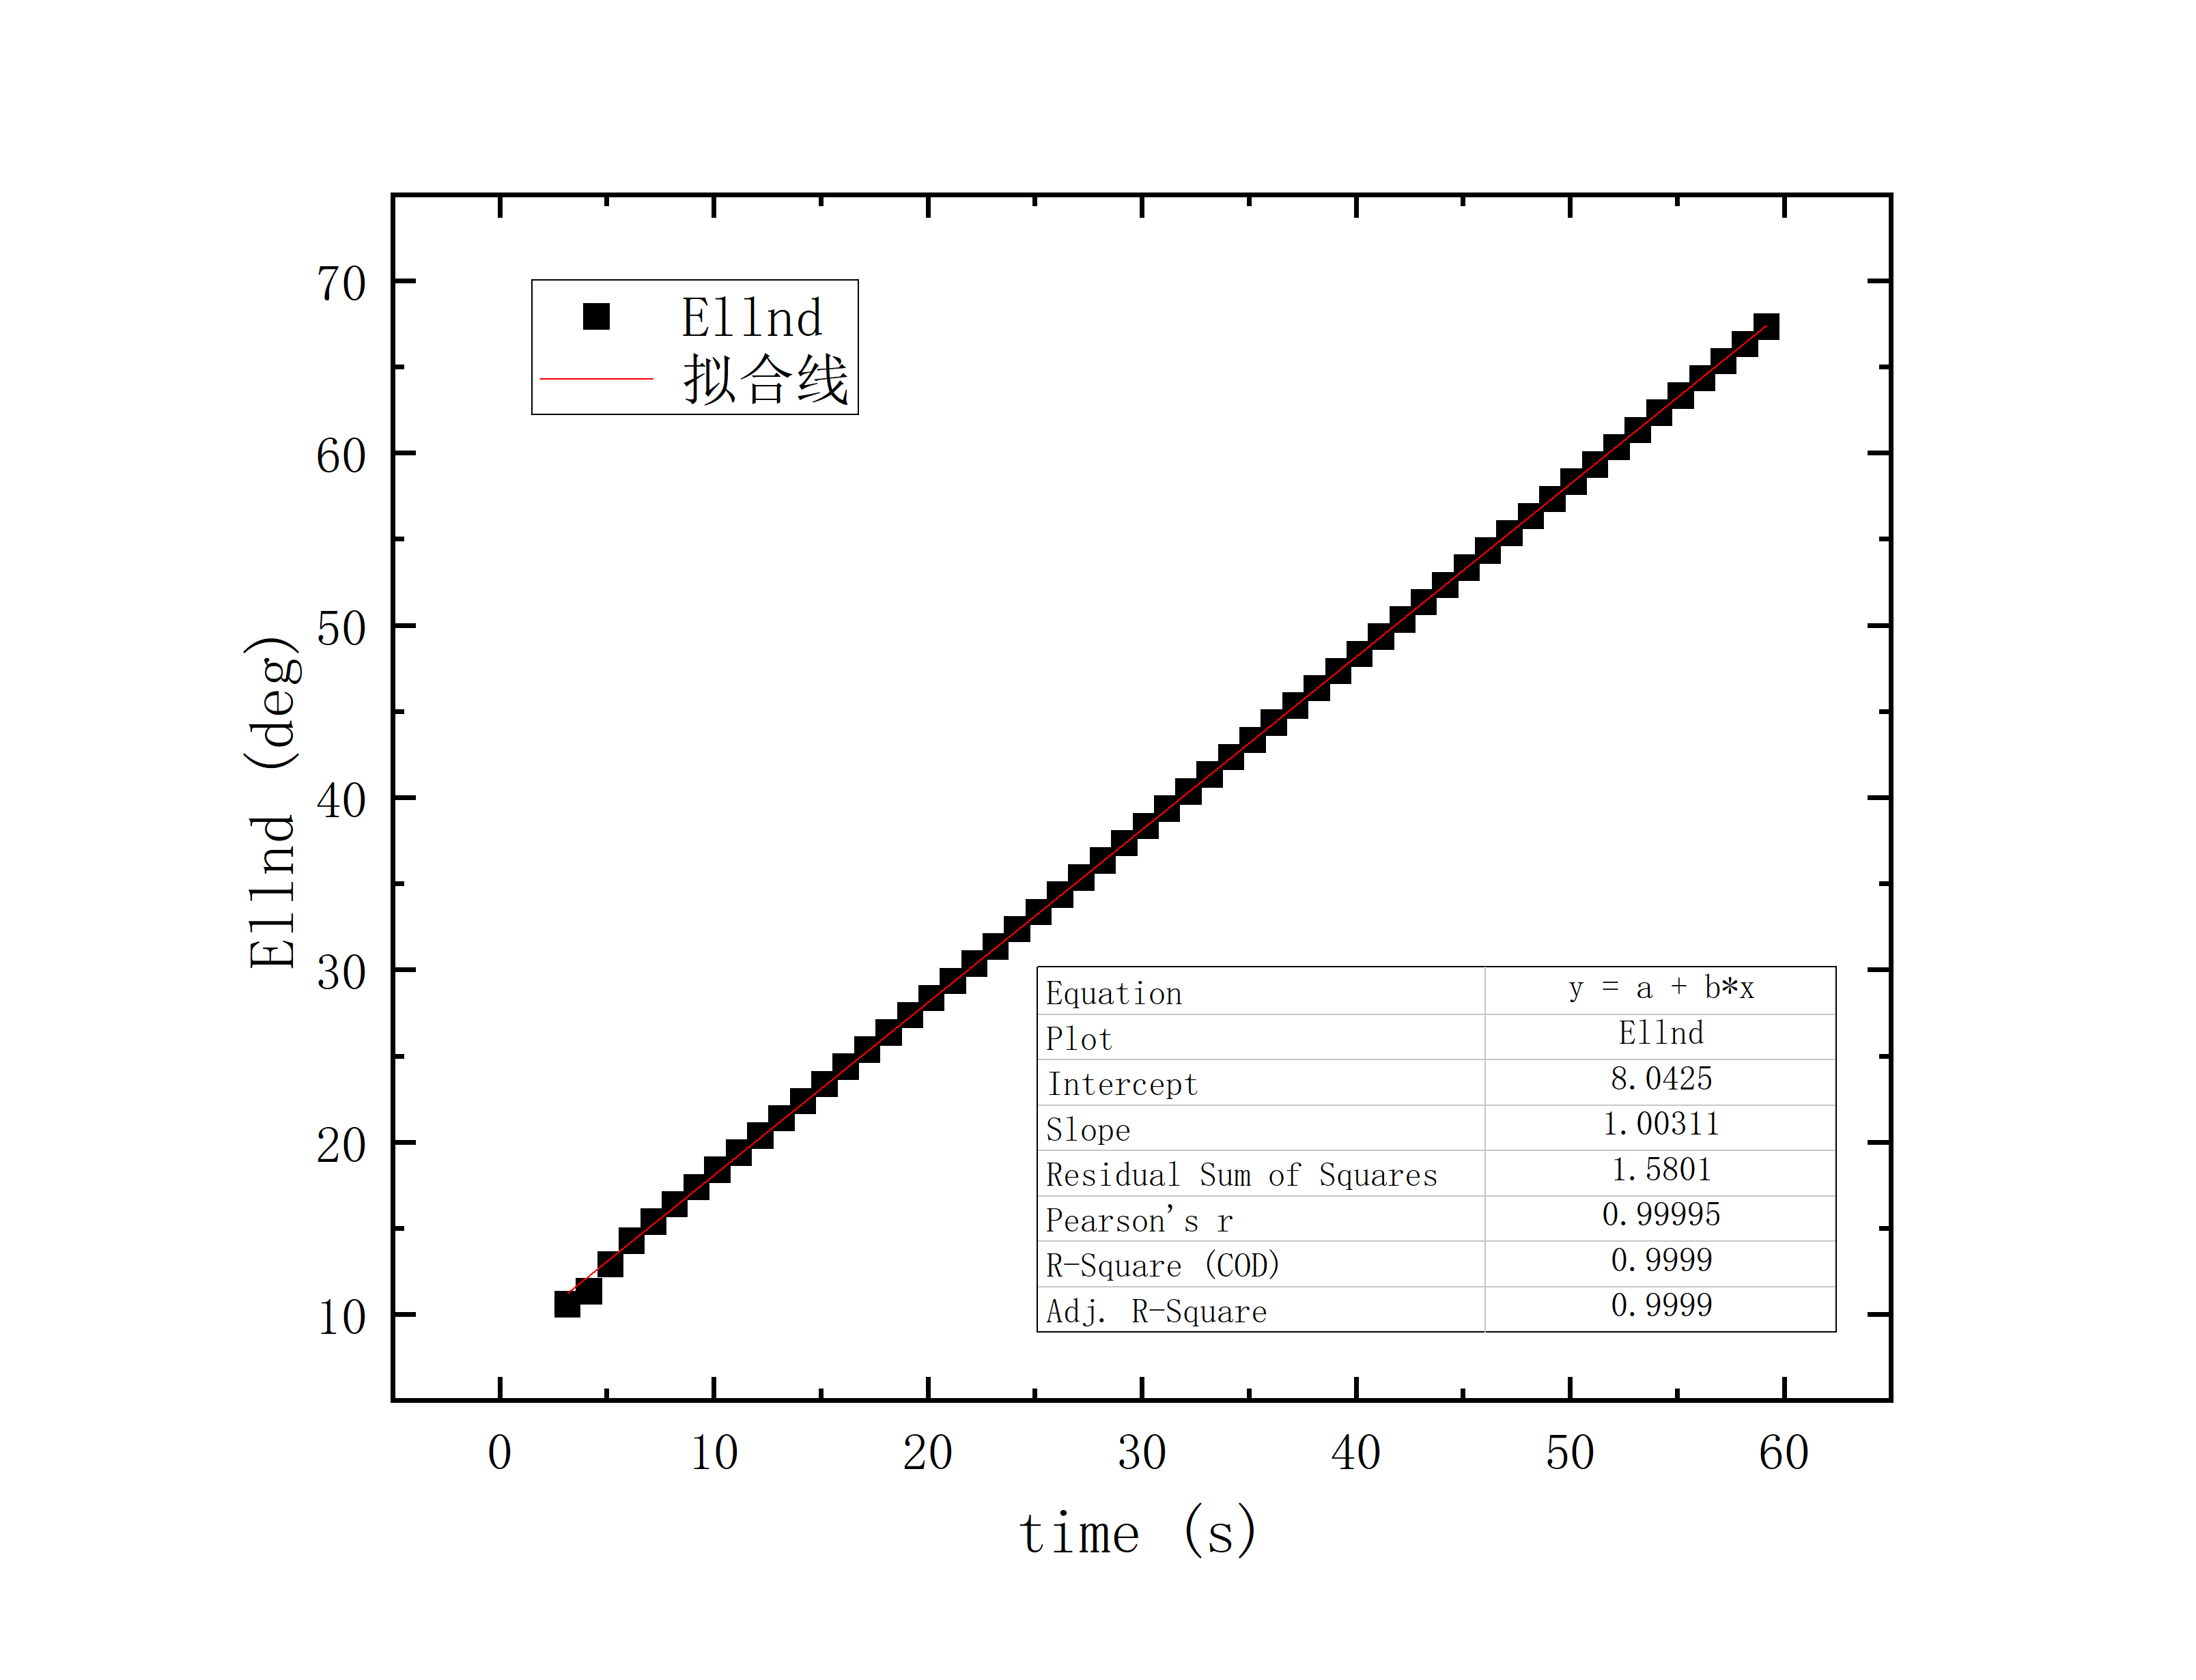 Ellnd
拟合线
70
60
50
40
30
20
10
Ellnd (deg)
Equation y = a + b*x
Plot Ellnd
Intercept 8.0425
Slope 1.00311
Residual Sum of Squares 1.5801
Pearson's r 0.99995
R-Square (COD) 0.9999
Adj. R-Square 0.9999
0 10 20 30 40 50 60
time (s)